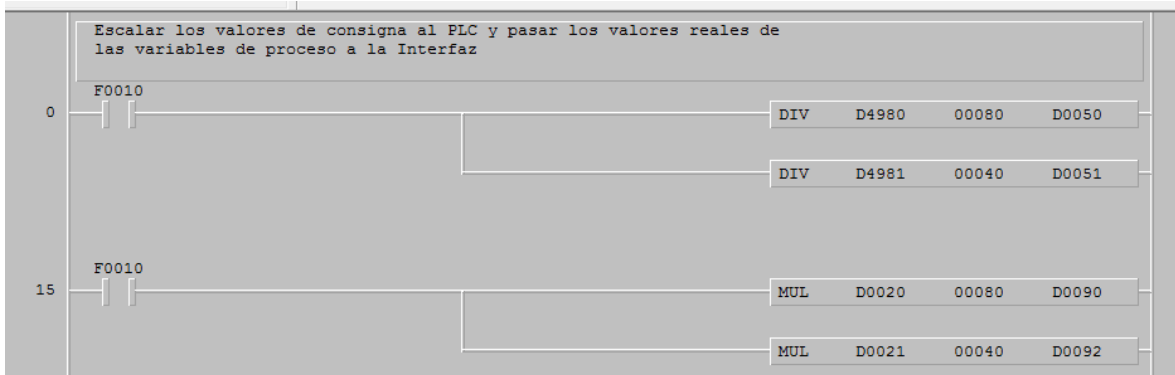 Escalar los valores de consigna al PLC y pasar los valores reales de
las variables de proceso a la Interfaz
F0010
0 DIV D4980 00080 D0050
DIV D4981 00040 D0051
F0010
15 MUL D0020 00080 D0090
MUL D0021 00040 D0092